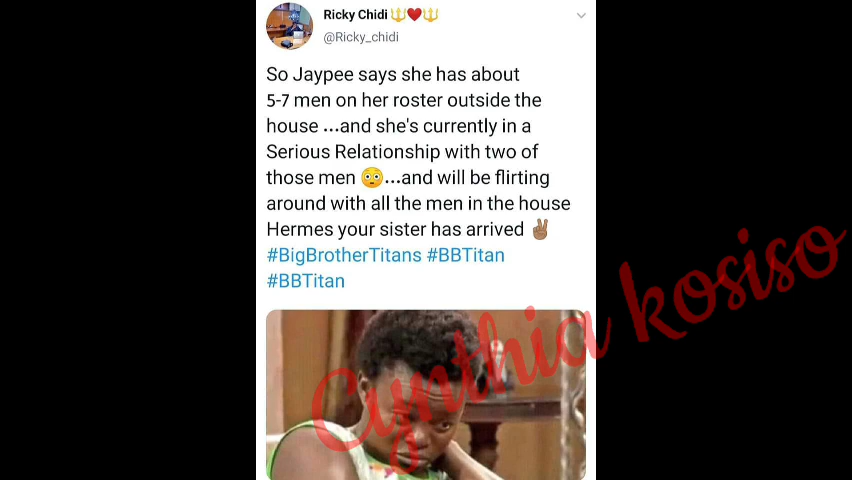 Ricky Chidi 🔱❤️🔱
@Ricky_chidi
So Jaypee says she has about
5-7 men on her roster outside the
house ...and she's currently in a
Serious Relationship with two of
those men 😳...and will be flirting
around with all the men in the house
Hermes your sister has arrived ✌🏾
#BigBrotherTitans #BBTitan
#BBTitan
Cynthia kosiso